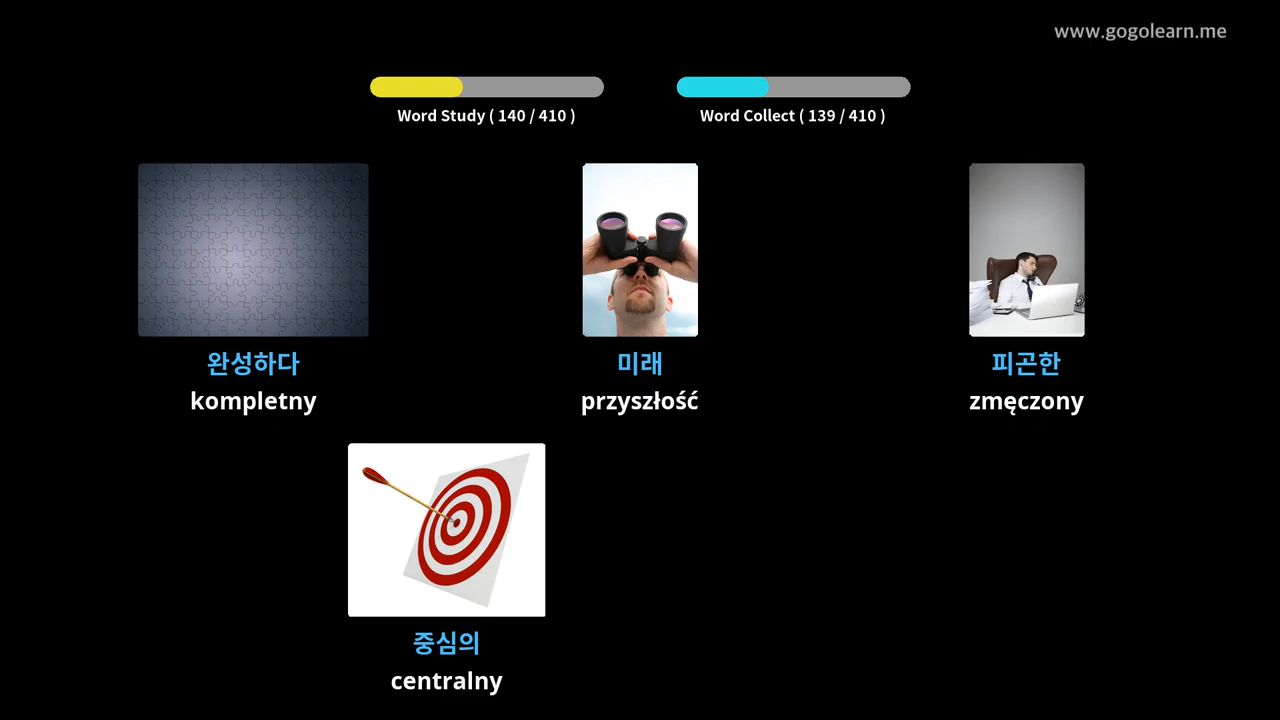 www.gogolearn.me
Word Study ( 140 / 410 )
Word Collect ( 139 / 410 )
완성하다
kompletny
미래
przyszłość
피곤한
zmęczony
중심의
centralny